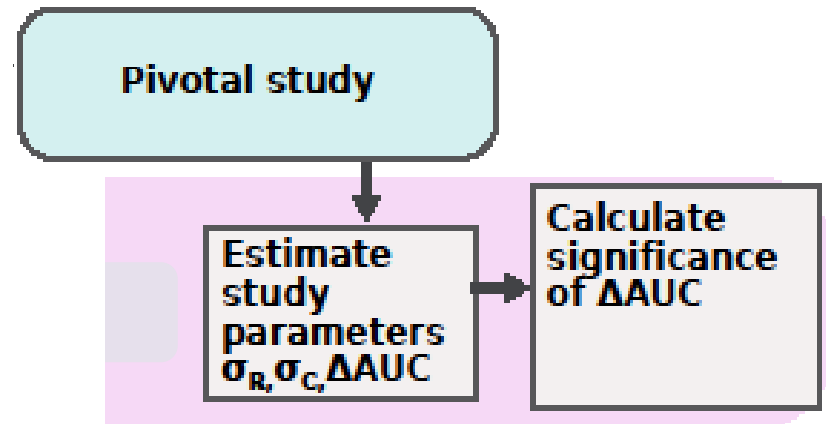 Pivotal study
Estimate
study
parameters
σR,σC,ΔAUC
Calculate
significance
of ΔAUC